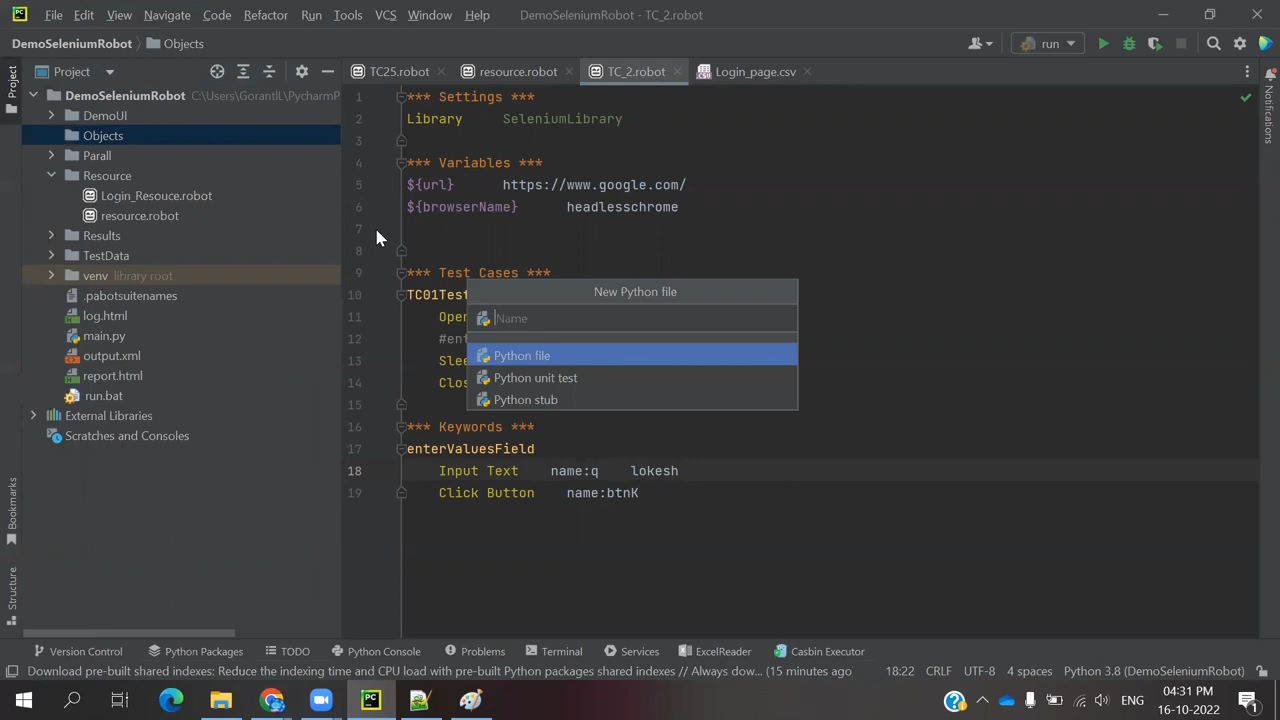 File Edit View Navigate Code Refactor Run Tools VCS Window Help DemoSeleniumRobot - TC_2.robot
DemoSeleniumRobot Objects run
Project TC25.robot resource.robot TC_2.robot Login_page.csv
Project
Notifications
DemoSeleniumRobot C:\Users\GorantlL\PycharmP
DemoUI
Objects
Parall
Resource
Login_Resouce.robot
resource.robot
Results
TestData
venv library root
.pabotsuitenames
log.html
main.py
output.xml
report.html
run.bat
External Libraries
Scratches and Consoles
Bookmarks
Structure
1 *** Settings ***
2 Library SeleniumLibrary
3
4 *** Variables ***
5 ${url} https://www.google.com/
6 ${browserName} headlesschrome
7
8
9 *** Test Cases ***
10 TC01Test
11 Oper
12 #ent
13 Slee
14 Clos
15
16 *** Keywords ***
17 enterValuesField
18 Input Text name:q lokesh
19 Click Button name:btnK
New Python file
Name
Python file
Python unit test
Python stub
Version Control Python Packages TODO Python Console Problems Terminal Services ExcelReader Casbin Executor
Download pre-built shared indexes: Reduce the indexing time and CPU load with pre-built Python packages shared indexes // Always dow... (15 minutes ago 18:22 CRLF UTF-8 4 spaces Python 3.8 (DemoSeleniumRobot)
ENG 04:31 PM
16-10-2022